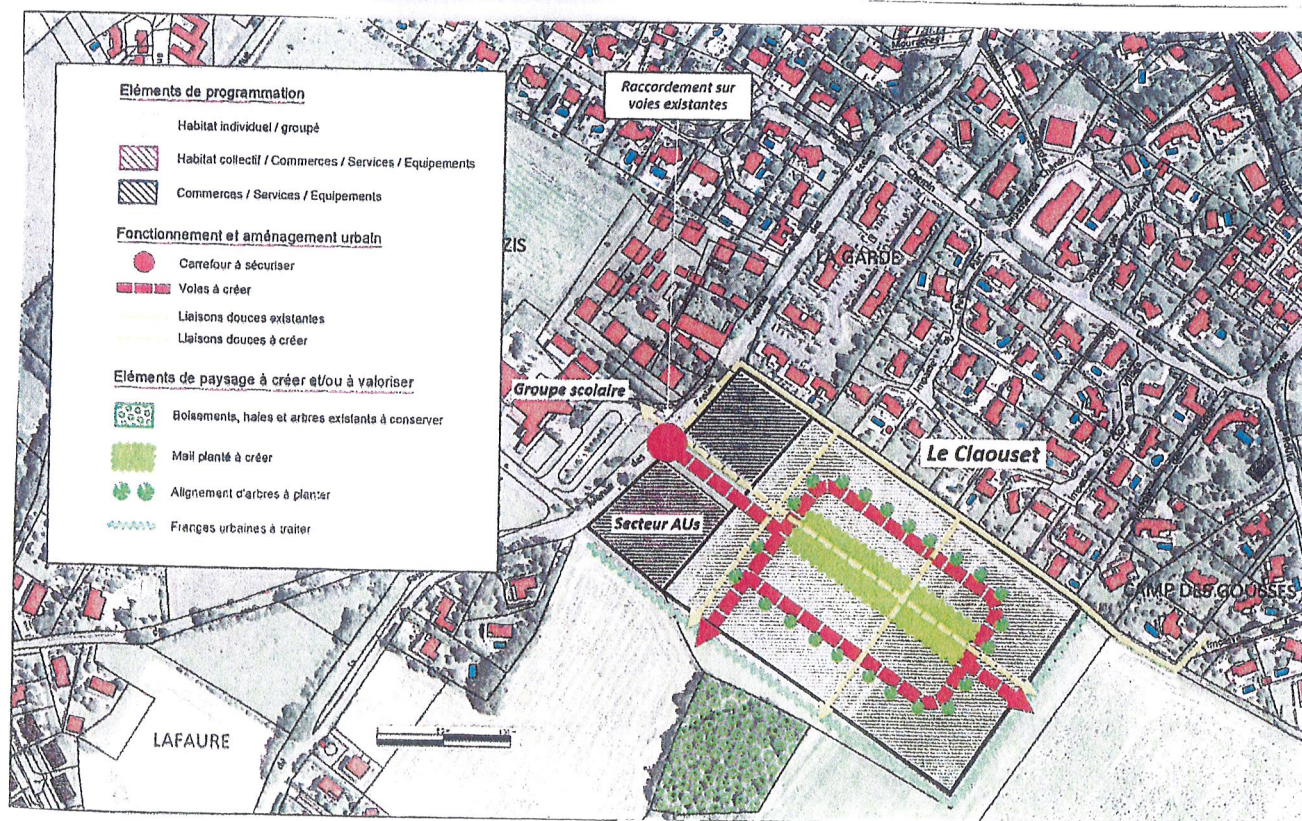 Eléments de programmation
Habitat individuel / groupé
Habitat collectif / Commerces / Services / Equipements
Commerces / Services / Equipements
Fonctionnement et aménagement urbain
Carrefour à sécuriser
Voies à créer
Liaisons douces existantes
Liaisons douces à créer
Eléments de paysage à créer et/ou à valoriser
Boisements, haies et arbres existants à conserver
Mail planté à créer
Alignement d'arbres à planter
Franges urbaines à traiter
Raccordement sur
voies existantes
Chemin
ZIS
LA GARDE
Groupe scolaire
Le Claouset
Secteur AUs
CAMP DES GOUSSES
LAFAURE